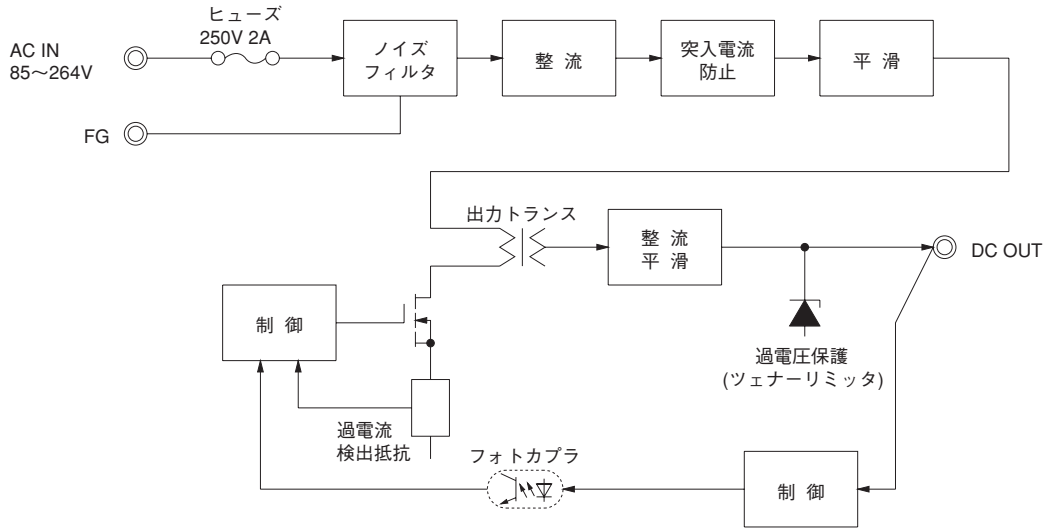 ヒューズ
250V 2A
AC IN
85〜264V
ノイズ
フィルタ
整 流
突入電流
防止
平 滑
FG
出力トランス
整 流
平 滑
DC OUT
制 御
過電圧保護
(ツェナーリミッタ)
過電流
検出抵抗
フォトカプラ
制 御